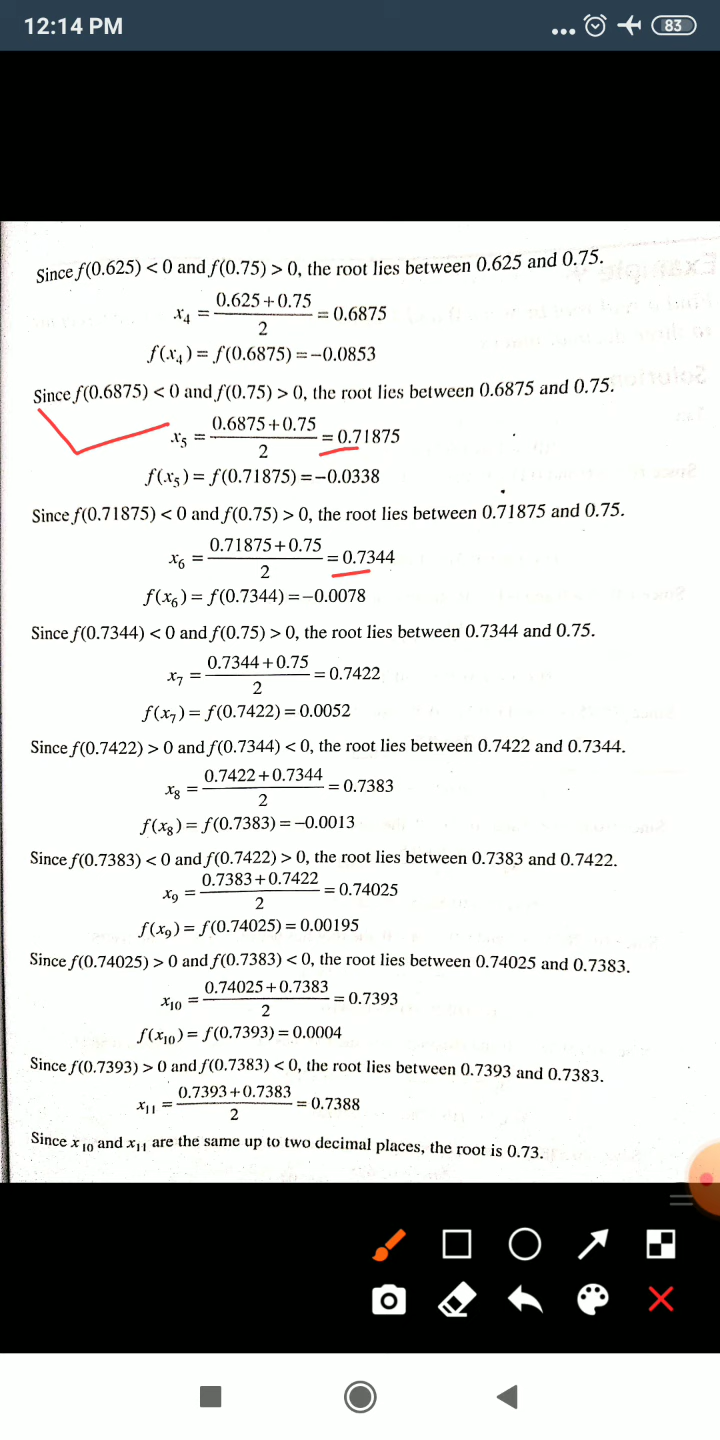 12:14 PM
83
Since f(0.625) < 0 and f(0.75) > 0, the root lies between 0.625 and 0.75.
x₄ = (0.625 + 0.75)/2 = 0.6875
f(x₄) = f(0.6875) = −0.0853
Since f(0.6875) < 0 and f(0.75) > 0, the root lies between 0.6875 and 0.75.
x₅ = (0.6875 + 0.75)/2 = 0.71875
f(x₅) = f(0.71875) = −0.0338
Since f(0.71875) < 0 and f(0.75) > 0, the root lies between 0.71875 and 0.75.
x₆ = (0.71875 + 0.75)/2 = 0.7344
f(x₆) = f(0.7344) = −0.0078
Since f(0.7344) < 0 and f(0.75) > 0, the root lies between 0.7344 and 0.75.
x₇ = (0.7344 + 0.75)/2 = 0.7422
f(x₇) = f(0.7422) = 0.0052
Since f(0.7422) > 0 and f(0.7344) < 0, the root lies between 0.7422 and 0.7344.
x₈ = (0.7422 + 0.7344)/2 = 0.7383
f(x₈) = f(0.7383) = −0.0013
Since f(0.7383) < 0 and f(0.7422) > 0, the root lies between 0.7383 and 0.7422.
x₉ = (0.7383 + 0.7422)/2 = 0.74025
f(x₉) = f(0.74025) = 0.00195
Since f(0.74025) > 0 and f(0.7383) < 0, the root lies between 0.74025 and 0.7383.
x₁₀ = (0.74025 + 0.7383)/2 = 0.7393
f(x₁₀) = f(0.7393) = 0.0004
Since f(0.7393) > 0 and f(0.7383) < 0, the root lies between 0.7393 and 0.7383.
x₁₁ = (0.7393 + 0.7383)/2 = 0.7388
Since x₁₀ and x₁₁ are the same up to two decimal places, the root is 0.73.